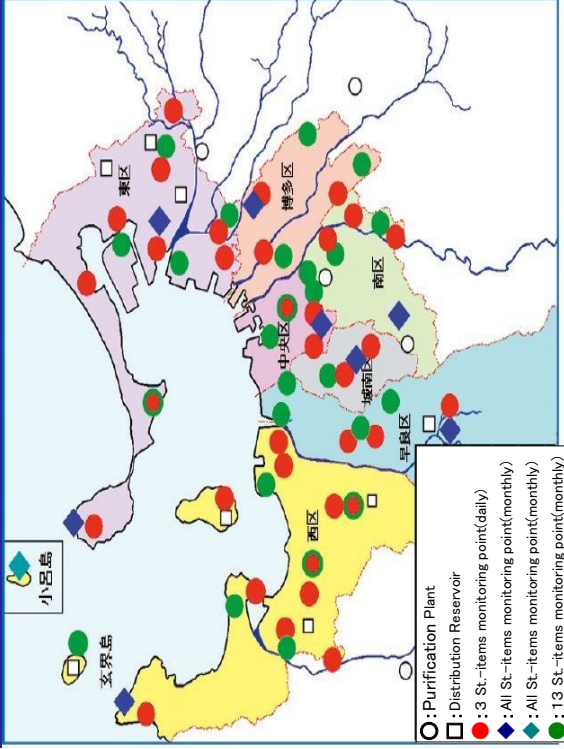 東区
博多区
中央区
南区
城南区
早良区
西区
小呂島
玄界島
○:Purification Plant
□:Distribution Reservoir
:3 St.-items monitoring point(daily)
:All St.-items monitoring point(monthly)
:All St.-items monitoring point(monthly)
:13 St.-items monitoring point(monthly)